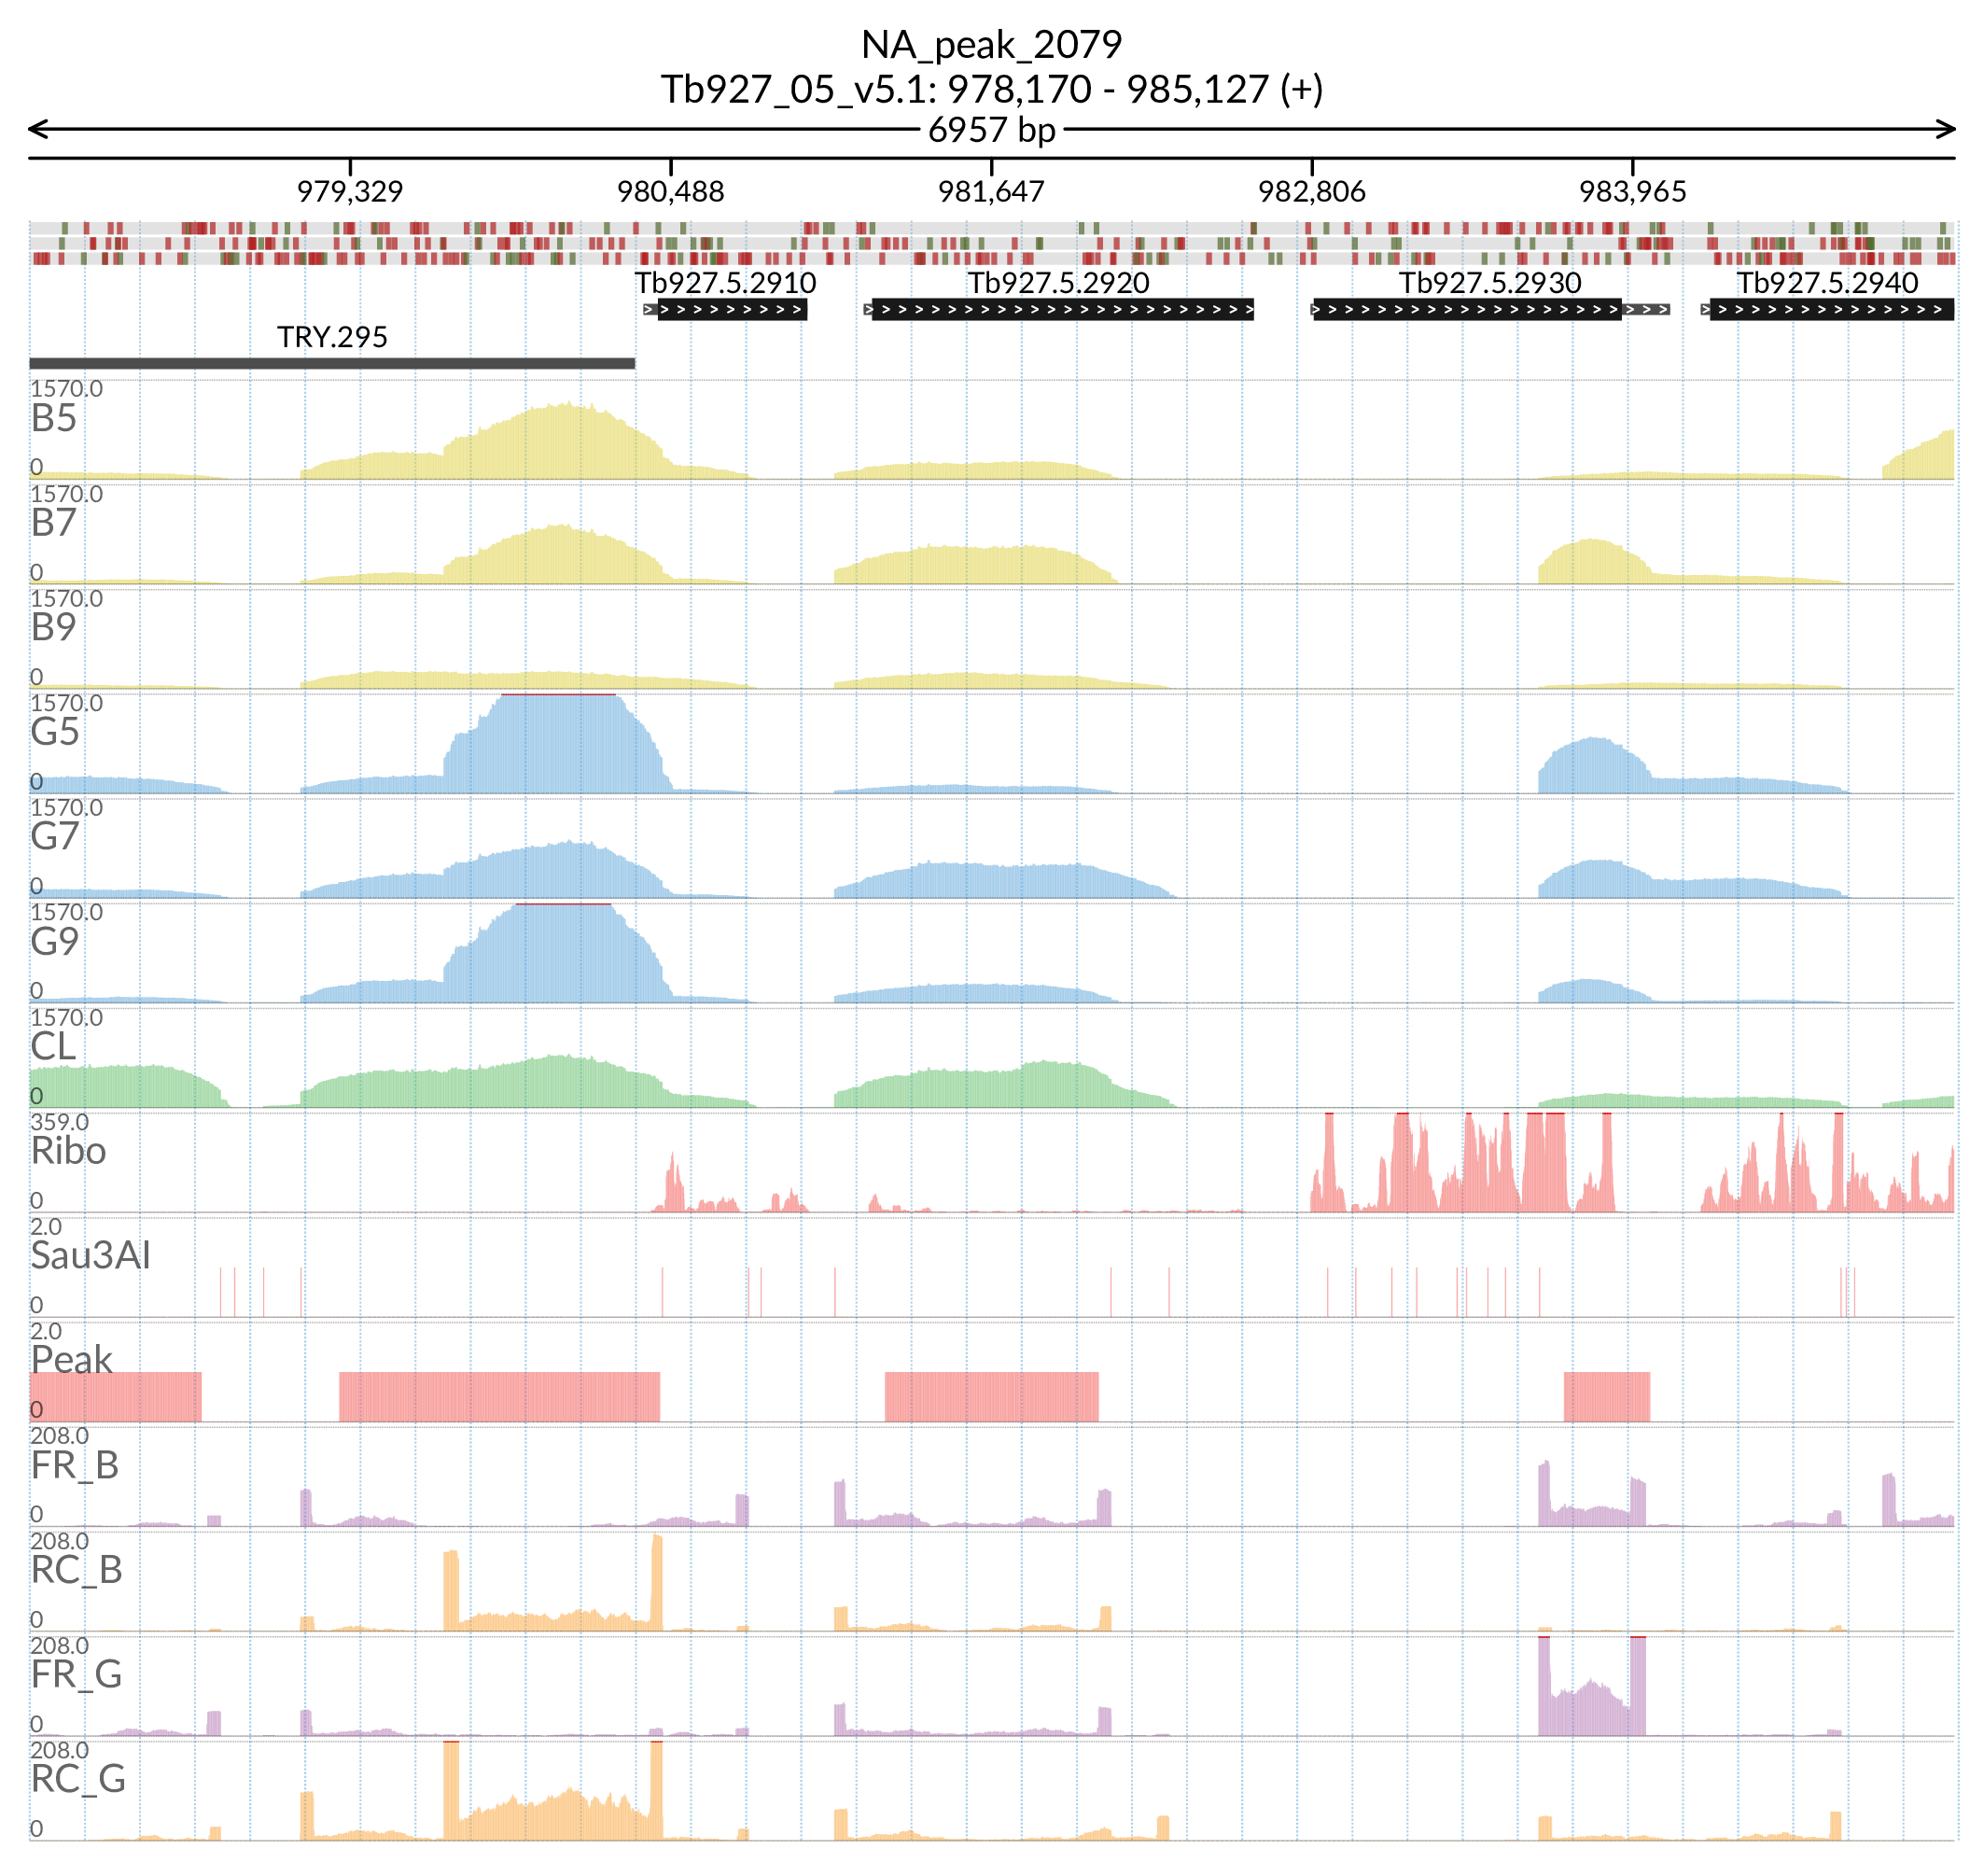 NA_peak_2079
Tb927_05_v5.1: 978,170 - 985,127 (+)
6957 bp
979,329 980,488 981,647 982,806 983,965
Tb927.5.2910 Tb927.5.2920 Tb927.5.2930 Tb927.5.2940
TRY.295
1570.0
B5
0
1570.0
B7
0
1570.0
B9
0
1570.0
G5
0
1570.0
G7
0
1570.0
G9
0
1570.0
CL
0
359.0
Ribo
0
2.0
Sau3AI
0
2.0
Peak
0
208.0
FR_B
0
208.0
RC_B
0
208.0
FR_G
0
208.0
RC_G
0